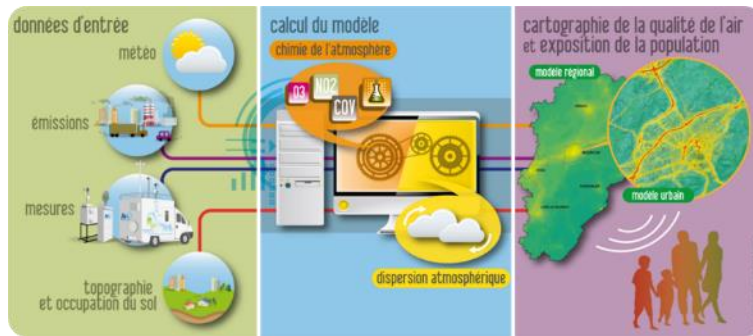 données d'entrée
météo
émissions
mesures
topographie
et occupation du sol
calcul du modèle
chimie de l'atmosphère
O3
NO2
COV
dispersion atmosphérique
cartographie de la qualité de l'air
et exposition de la population
modèle régional
modèle urbain